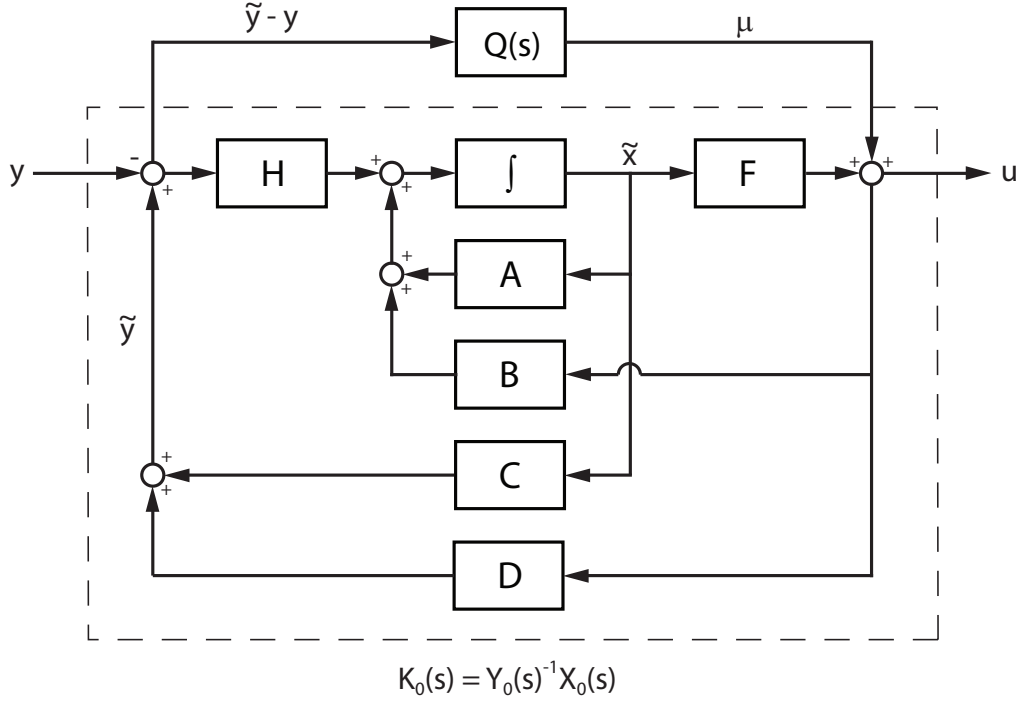 ỹ - y
Q(s)
μ
y
-
+
H
+
+
∫
x̃
F
+
+
u
+
+
A
ỹ
B
+
+
C
D
K₀(s) = Y₀(s)⁻¹X₀(s)